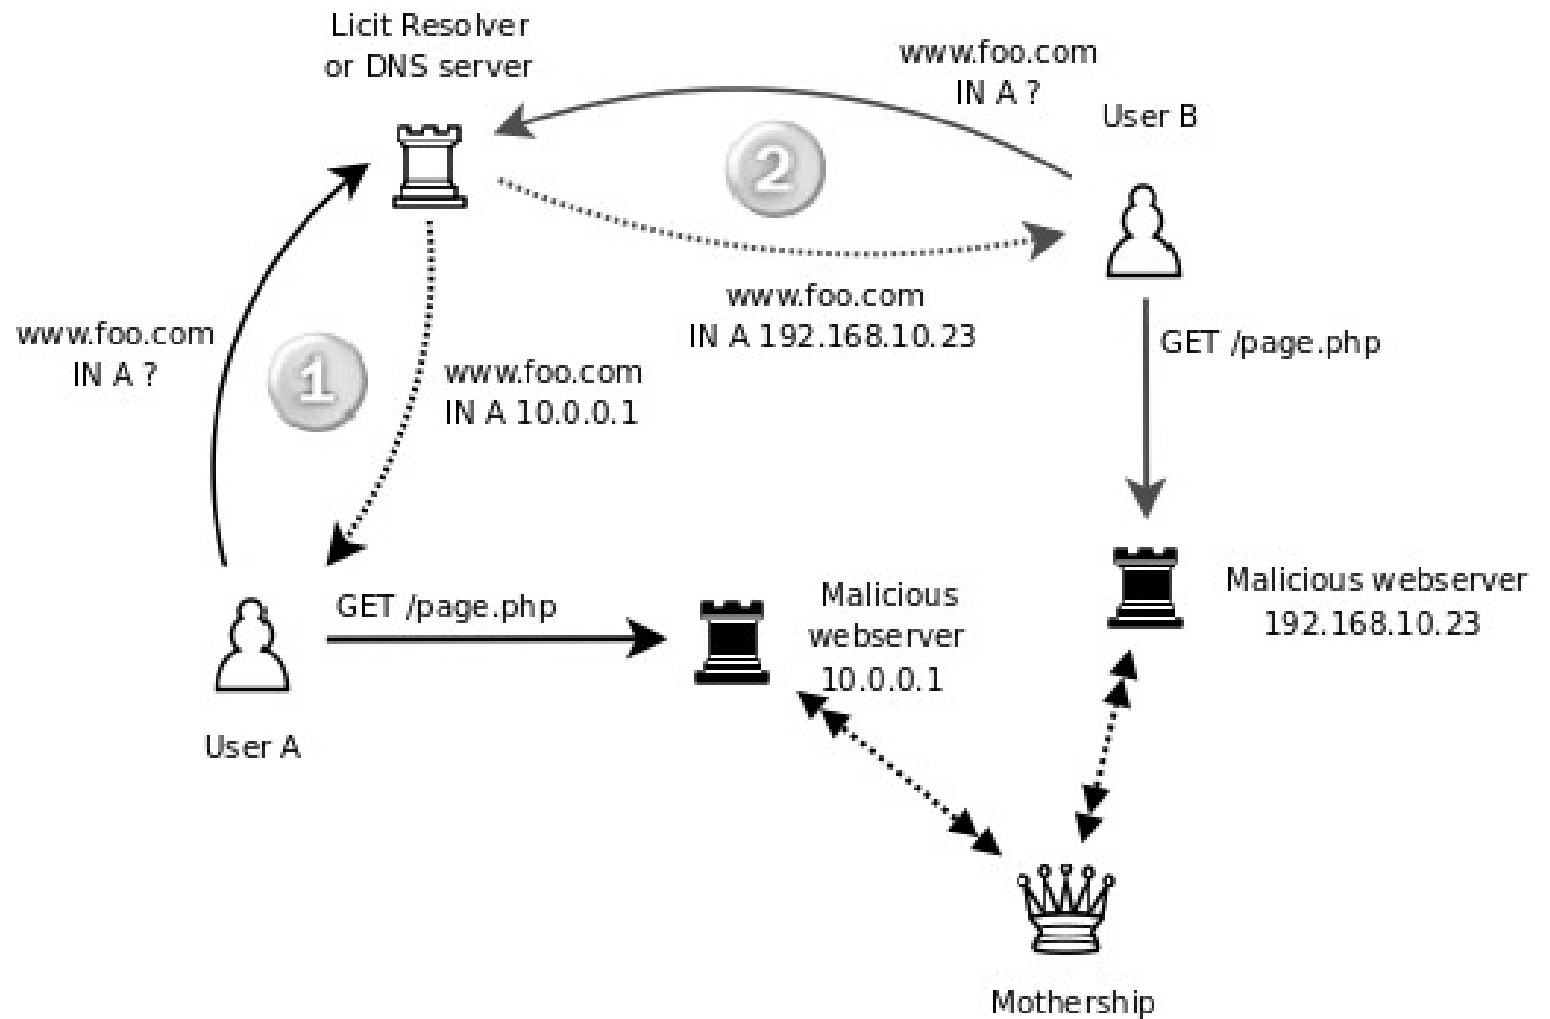 Licit Resolver
or DNS server
www.foo.com
IN A ?
User B
2
www.foo.com
IN A 192.168.10.23
GET /page.php
www.foo.com
IN A ?
1
www.foo.com
IN A 10.0.0.1
GET /page.php
Malicious
webserver
10.0.0.1
Malicious webserver
192.168.10.23
User A
Mothership